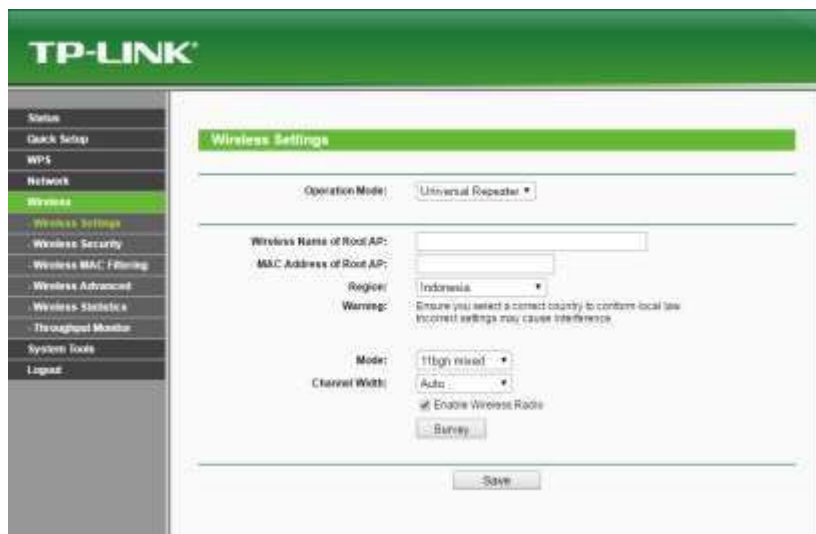 TP-LINK
Status
Quick Setup
WPS
Network
Wireless
- Wireless Settings
- Wireless Security
- Wireless MAC Filtering
- Wireless Advanced
- Wireless Statistics
- Throughput Monitor
System Tools
Logout
Wireless Settings
Operation Mode: Universal Repeater
Wireless Name of Root AP:
MAC Address of Root AP:
Region: Indonesia
Warning: Ensure you select a correct country to conform local law.
Incorrect settings may cause interference.
Mode: 11bgn mixed
Channel Width: Auto
Enable Wireless Radio
Survey
Save